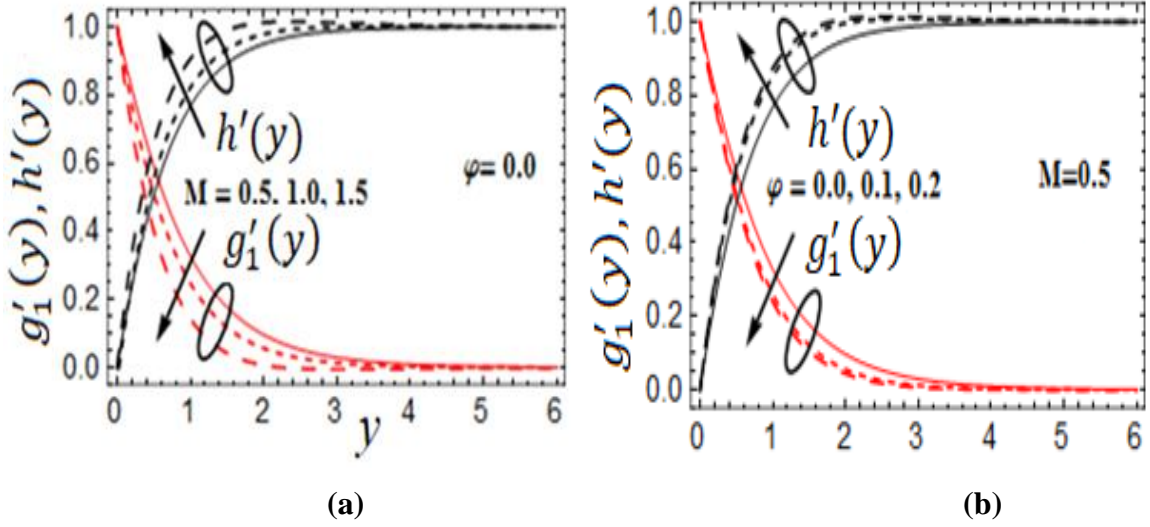 g′₁(y), h′(y)
1.0
0.8
0.6
0.4
0.2
0.0
h′(y)
φ= 0.0
M = 0.5. 1.0, 1.5
g′₁(y)
0 1 2 3 4 5 6
y
(a)
g′₁(y), h′(y)
1.0
0.8
0.6
0.4
0.2
0.0
h′(y)
φ = 0.0, 0.1, 0.2
M=0.5
g′₁(y)
0 1 2 3 4 5 6
(b)